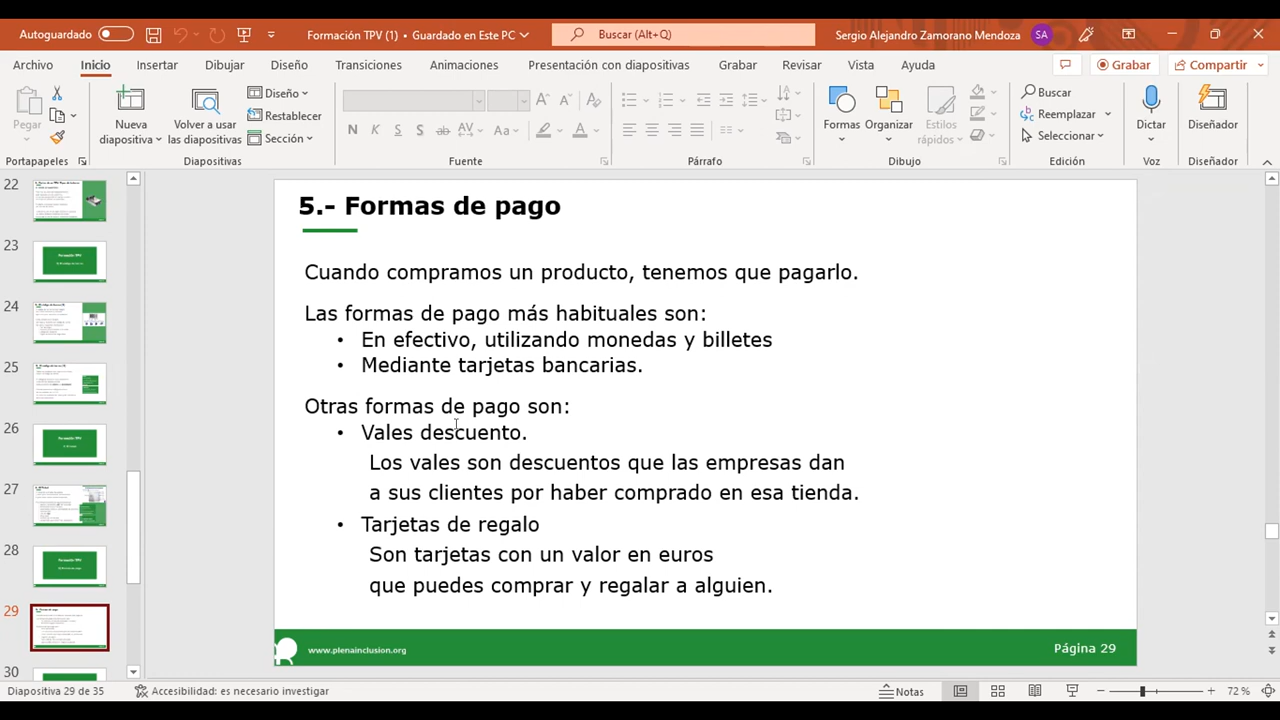 Autoguardado
Formación TPV (1) • Guardado en Este PC
Buscar (Alt+Q)
Sergio Alejandro Zamorano Mendoza
SA
Archivo
Inicio
Insertar
Dibujar
Diseño
Transiciones
Animaciones
Presentación con diapositivas
Grabar
Revisar
Vista
Ayuda
Grabar
Compartir
Pegar
Nueva
diapositiva
Volver a usar
las diapositivas
Diseño
Restablecer
Sección
N K S S ab AV Aa A
Formas
Organizar
Estilos
rápidos
Buscar
Reemplazar
Seleccionar
Dictar
Diseñador
Portapapeles
Diapositivas
Fuente
Párrafo
Dibujo
Edición
Voz
Diseñador
22
23
24
25
26
27
28
29
30
5.- Formas de pago
Cuando compramos un producto, tenemos que pagarlo.
Las formas de pago más habituales son:
• En efectivo, utilizando monedas y billetes
• Mediante tarjetas bancarias.
Otras formas de pago son:
• Vales descuento.
Los vales son descuentos que las empresas dan
a sus clientes por haber comprado en esa tienda.
• Tarjetas de regalo
Son tarjetas con un valor en euros
que puedes comprar y regalar a alguien.
www.plenainclusion.org
Página 29
Diapositiva 29 de 35
Accesibilidad: es necesario investigar
Notas
72 %